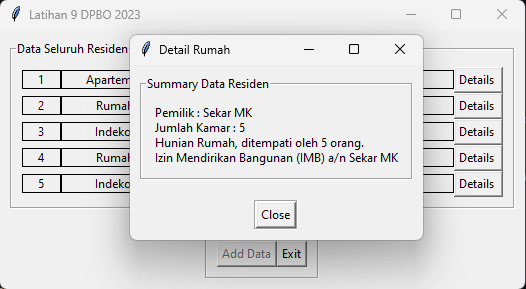 Latihan 9 DPBO 2023
Data Seluruh Residen
Detail Rumah
Summary Data Residen
Pemilik : Sekar MK
Jumlah Kamar : 5
Hunian Rumah, ditempati oleh 5 orang.
Izin Mendirikan Bangunan (IMB) a/n Sekar MK
Close
1 Apartem Details
2 Rumah Details
3 Indeko Details
4 Rumah Details
5 Indeko Details
Add Data Exit